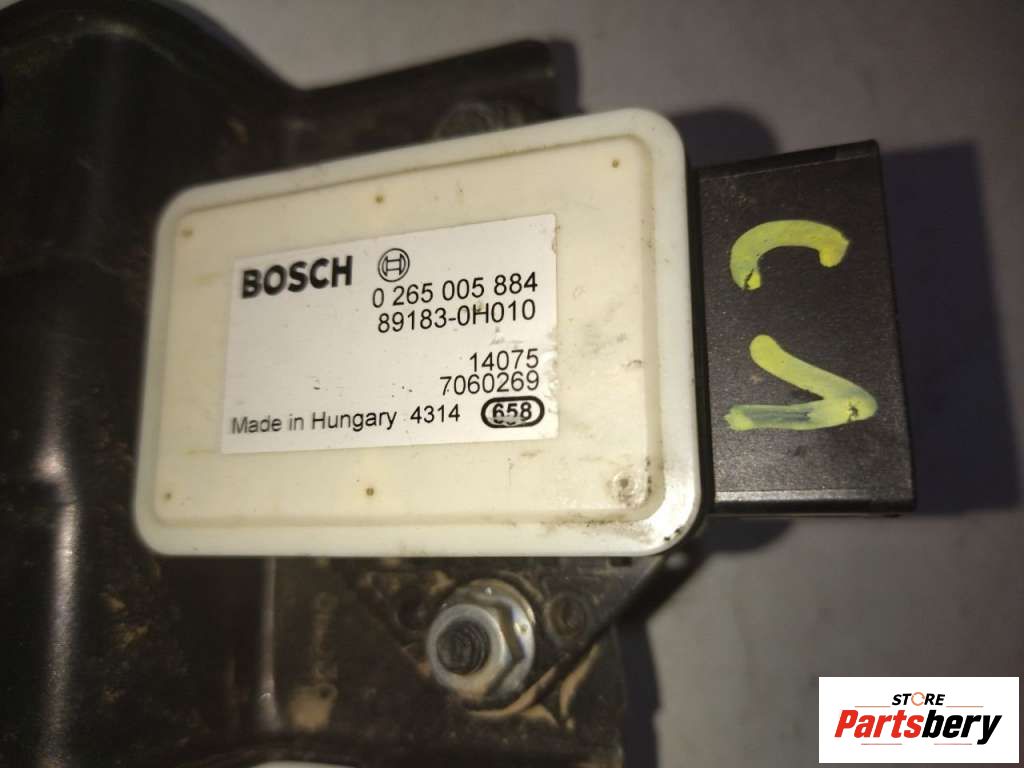 BOSCH
0 265 005 884
89183-0H010
14075
7060269
Made in Hungary 4314 658
STORE
Partsbery